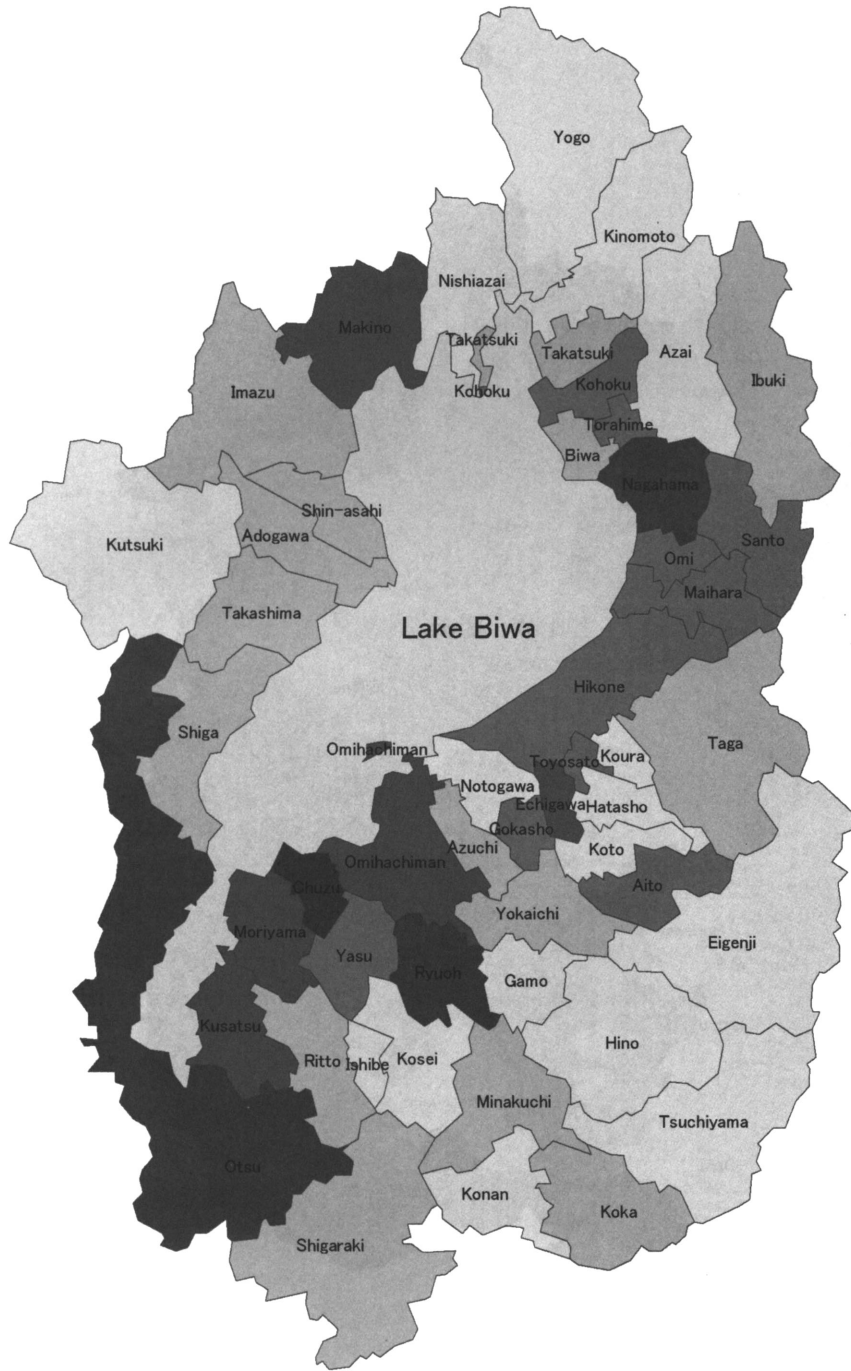 Yogo
Kinomoto
Nishiazai
Makino
Takatsuki
Takatsuki
Azai
Kohoku
Kohoku
Ibuki
Imazu
Torahime
Biwa
Nagahama
Shin-asahi
Adogawa
Kutsuki
Santo
Omi
Maihara
Takashima
Lake Biwa
Hikone
Shiga
Taga
Omihachiman
Koura
Toyosato
Notogawa
Echigawa
Hatasho
Gokasho
Azuchi
Koto
Omihachiman
Chuzu
Aito
Yokaichi
Moriyama
Eigenji
Yasu
Ryuoh
Gamo
Kusatsu
Hino
Ritto
Ishibe
Kosei
Minakuchi
Tsuchiyama
Otsu
Konan
Koka
Shigaraki